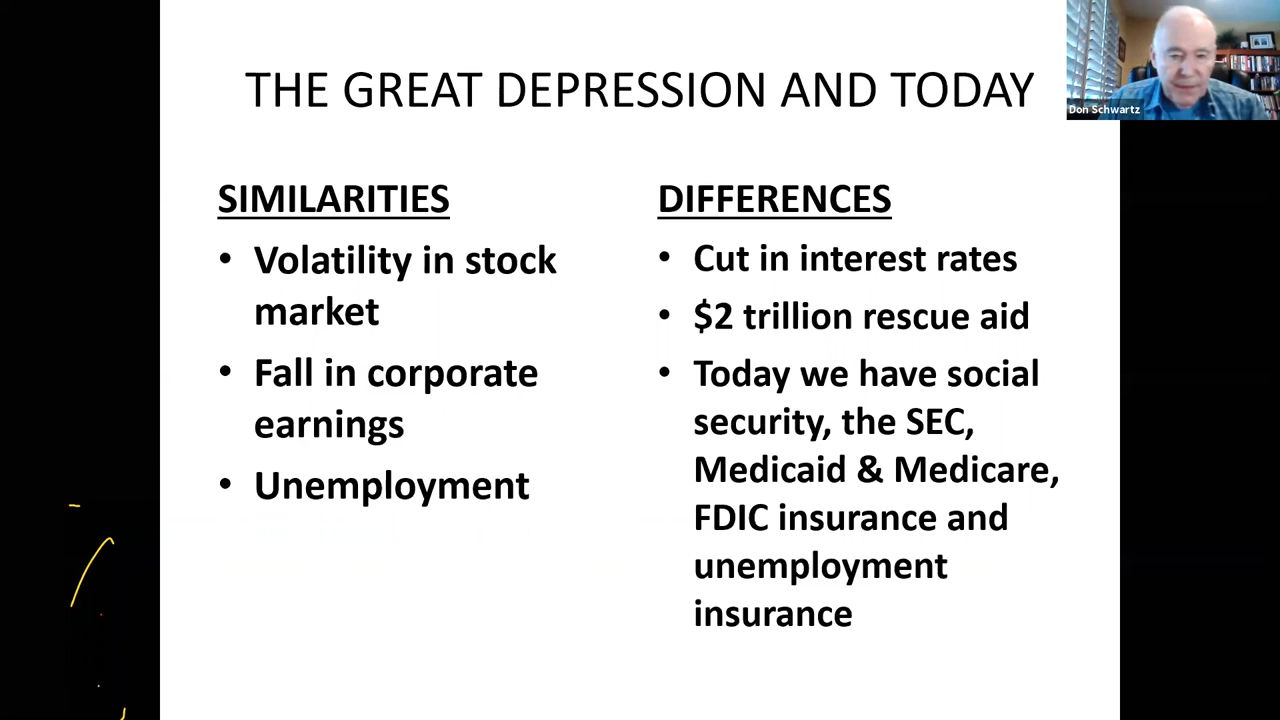 THE GREAT DEPRESSION AND TODAY
Don Schwartz
SIMILARITIES
• Volatility in stock
market
• Fall in corporate
earnings
• Unemployment
DIFFERENCES
• Cut in interest rates
• $2 trillion rescue aid
• Today we have social
security, the SEC,
Medicaid & Medicare,
FDIC insurance and
unemployment
insurance